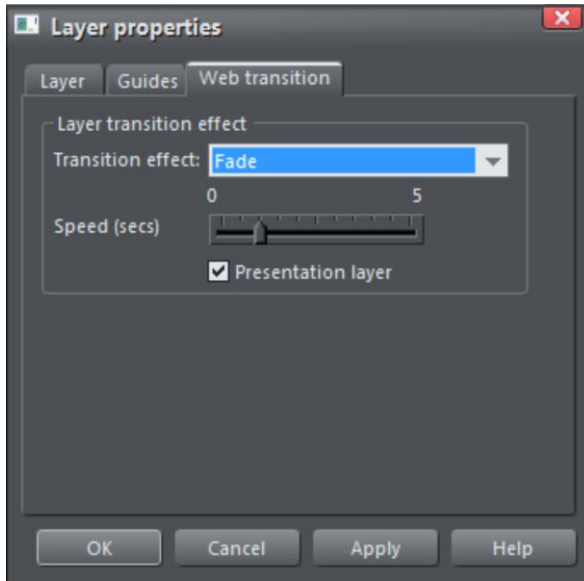 Layer properties
Layer Guides Web transition
Layer transition effect
Transition effect: Fade
0 5
Speed (secs)
Presentation layer
OK Cancel Apply Help